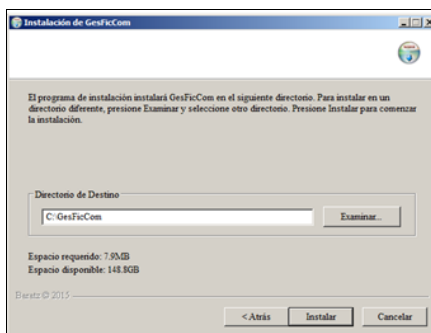 Instalación de GesFicCom
El programa de instalación instalará GesFicCom en el siguiente directorio. Para instalar en un
directorio diferente, presione Examinar y seleccione otro directorio. Presione Instalar para comenzar
la instalación.
Directorio de Destino
C:\GesFicCom
Examinar...
Espacio requerido: 7.9MB
Espacio disponible: 148.8GB
Beratz © 2015
< Atrás
Instalar
Cancelar